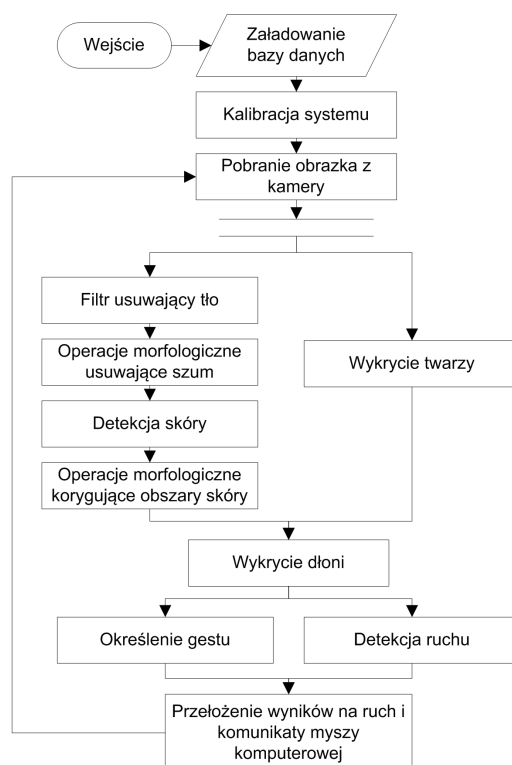 Wejście
Załadowanie
bazy danych
Kalibracja systemu
Pobranie obrazka z
kamery
Filtr usuwający tło
Operacje morfologiczne
usuwające szum
Wykrycie twarzy
Detekcja skóry
Operacje morfologiczne
korygujące obszary skóry
Wykrycie dłoni
Określenie gestu
Detekcja ruchu
Przełożenie wyników na ruch i
komunikaty myszy
komputerowej